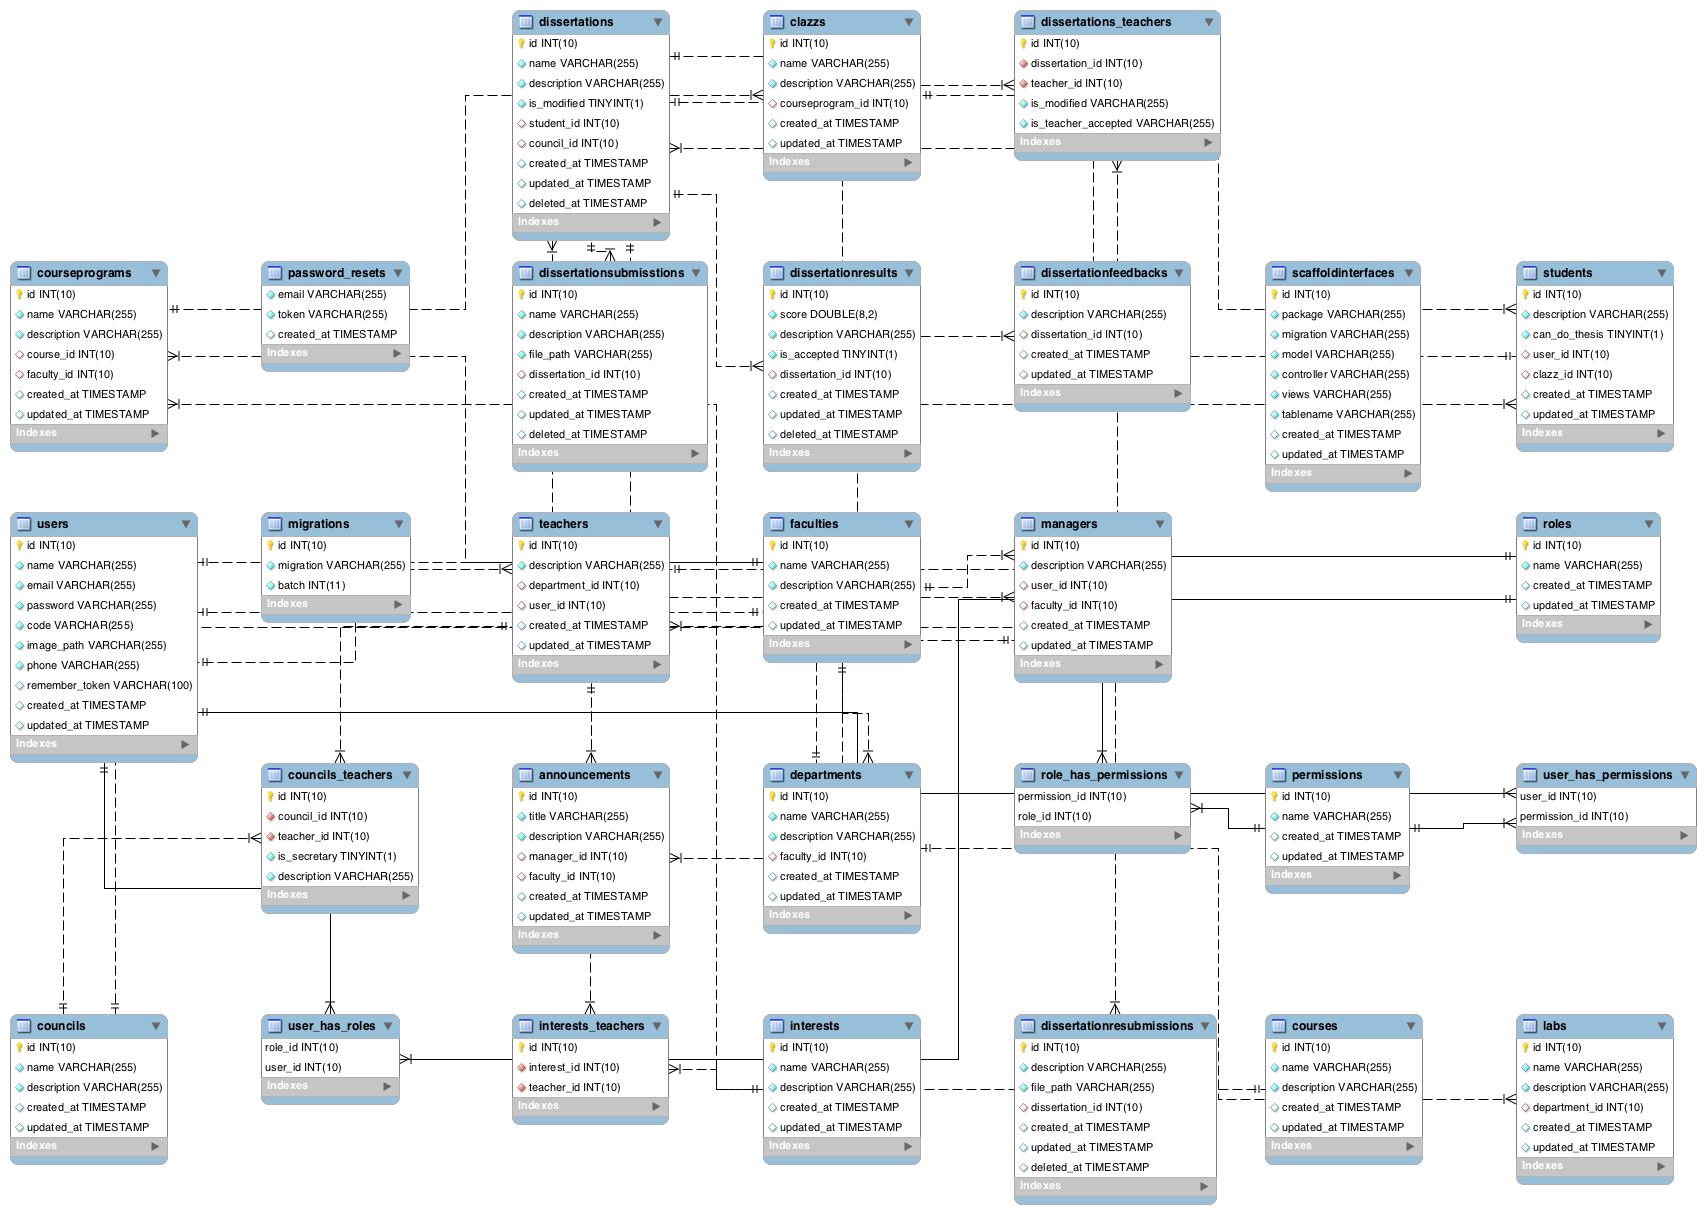 dissertations
id INT(10)
name VARCHAR(255)
description VARCHAR(255)
is_modified TINYINT(1)
student_id INT(10)
council_id INT(10)
created_at TIMESTAMP
updated_at TIMESTAMP
deleted_at TIMESTAMP
Indexes
clazzs
id INT(10)
name VARCHAR(255)
description VARCHAR(255)
courseprogram_id INT(10)
created_at TIMESTAMP
updated_at TIMESTAMP
Indexes
dissertations_teachers
id INT(10)
dissertation_id INT(10)
teacher_id INT(10)
is_modified VARCHAR(255)
is_teacher_accepted VARCHAR(255)
Indexes
courseprograms
id INT(10)
name VARCHAR(255)
description VARCHAR(255)
course_id INT(10)
faculty_id INT(10)
created_at TIMESTAMP
updated_at TIMESTAMP
Indexes
password_resets
email VARCHAR(255)
token VARCHAR(255)
created_at TIMESTAMP
Indexes
dissertationsubmisstions
id INT(10)
name VARCHAR(255)
description VARCHAR(255)
file_path VARCHAR(255)
dissertation_id INT(10)
created_at TIMESTAMP
updated_at TIMESTAMP
deleted_at TIMESTAMP
Indexes
dissertationresults
id INT(10)
score DOUBLE(8,2)
description VARCHAR(255)
is_accepted TINYINT(1)
dissertation_id INT(10)
created_at TIMESTAMP
updated_at TIMESTAMP
deleted_at TIMESTAMP
Indexes
dissertationfeedbacks
id INT(10)
description VARCHAR(255)
dissertation_id INT(10)
created_at TIMESTAMP
updated_at TIMESTAMP
Indexes
scaffoldinterfaces
id INT(10)
package VARCHAR(255)
migration VARCHAR(255)
model VARCHAR(255)
controller VARCHAR(255)
views VARCHAR(255)
tablename VARCHAR(255)
created_at TIMESTAMP
updated_at TIMESTAMP
Indexes
students
id INT(10)
description VARCHAR(255)
can_do_thesis TINYINT(1)
user_id INT(10)
clazz_id INT(10)
created_at TIMESTAMP
updated_at TIMESTAMP
Indexes
users
id INT(10)
name VARCHAR(255)
email VARCHAR(255)
password VARCHAR(255)
code VARCHAR(255)
image_path VARCHAR(255)
phone VARCHAR(255)
remember_token VARCHAR(100)
created_at TIMESTAMP
updated_at TIMESTAMP
Indexes
migrations
id INT(10)
migration VARCHAR(255)
batch INT(11)
Indexes
teachers
id INT(10)
description VARCHAR(255)
department_id INT(10)
user_id INT(10)
created_at TIMESTAMP
updated_at TIMESTAMP
Indexes
faculties
id INT(10)
name VARCHAR(255)
description VARCHAR(255)
created_at TIMESTAMP
updated_at TIMESTAMP
Indexes
managers
id INT(10)
description VARCHAR(255)
user_id INT(10)
faculty_id INT(10)
created_at TIMESTAMP
updated_at TIMESTAMP
Indexes
roles
id INT(10)
name VARCHAR(255)
created_at TIMESTAMP
updated_at TIMESTAMP
Indexes
councils_teachers
id INT(10)
council_id INT(10)
teacher_id INT(10)
is_secretary TINYINT(1)
description VARCHAR(255)
Indexes
announcements
id INT(10)
title VARCHAR(255)
description VARCHAR(255)
manager_id INT(10)
faculty_id INT(10)
created_at TIMESTAMP
updated_at TIMESTAMP
Indexes
departments
id INT(10)
name VARCHAR(255)
description VARCHAR(255)
faculty_id INT(10)
created_at TIMESTAMP
updated_at TIMESTAMP
Indexes
role_has_permissions
permission_id INT(10)
role_id INT(10)
Indexes
permissions
id INT(10)
name VARCHAR(255)
created_at TIMESTAMP
updated_at TIMESTAMP
Indexes
user_has_permissions
user_id INT(10)
permission_id INT(10)
Indexes
councils
id INT(10)
name VARCHAR(255)
description VARCHAR(255)
created_at TIMESTAMP
updated_at TIMESTAMP
Indexes
user_has_roles
role_id INT(10)
user_id INT(10)
Indexes
interests_teachers
id INT(10)
interest_id INT(10)
teacher_id INT(10)
Indexes
interests
id INT(10)
name VARCHAR(255)
description VARCHAR(255)
created_at TIMESTAMP
updated_at TIMESTAMP
Indexes
dissertationresubmissions
id INT(10)
description VARCHAR(255)
file_path VARCHAR(255)
dissertation_id INT(10)
created_at TIMESTAMP
updated_at TIMESTAMP
deleted_at TIMESTAMP
Indexes
courses
id INT(10)
name VARCHAR(255)
description VARCHAR(255)
created_at TIMESTAMP
updated_at TIMESTAMP
Indexes
labs
id INT(10)
name VARCHAR(255)
description VARCHAR(255)
department_id INT(10)
created_at TIMESTAMP
updated_at TIMESTAMP
Indexes